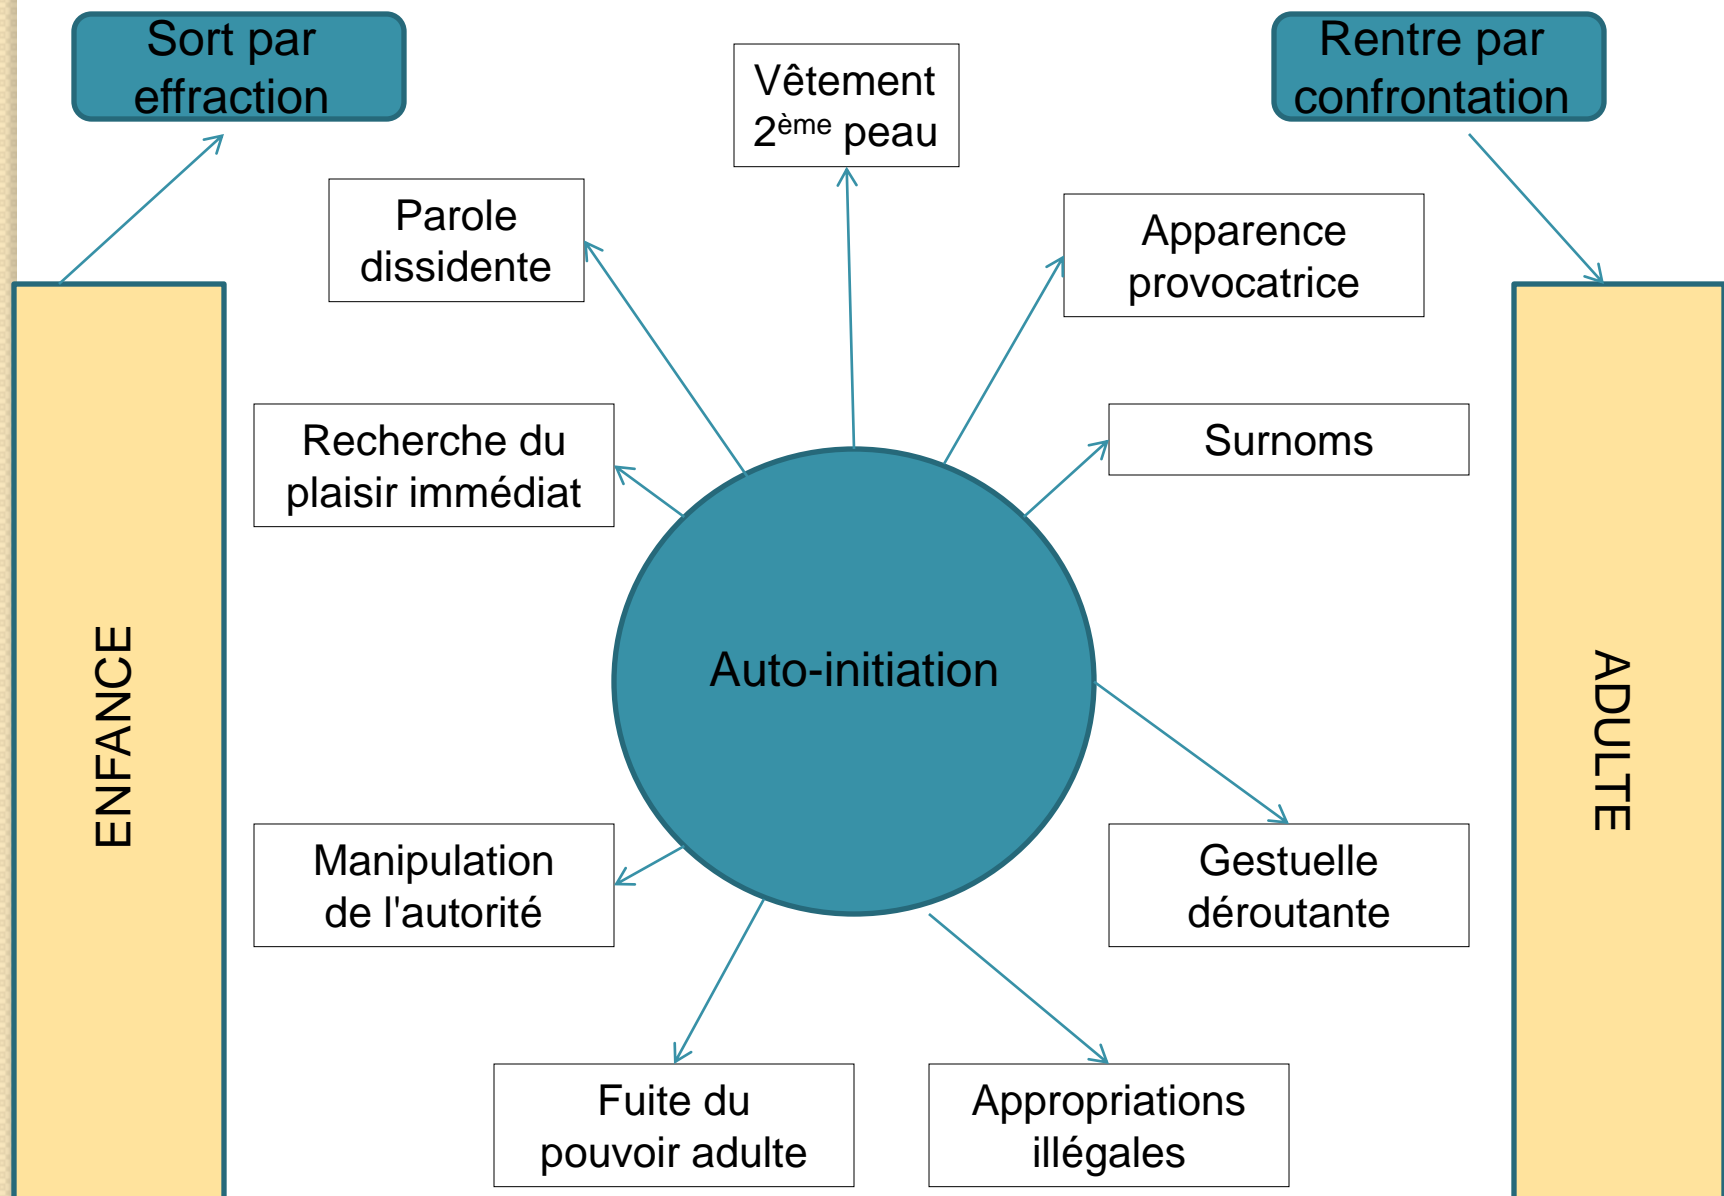 Sort par
effraction
Rentre par
confrontation
Vêtement
2ème peau
Parole
dissidente
Apparence
provocatrice
Recherche du
plaisir immédiat
Surnoms
ENFANCE
Auto-initiation
ADULTE
Manipulation
de l'autorité
Gestuelle
déroutante
Fuite du
pouvoir adulte
Appropriations
illégales